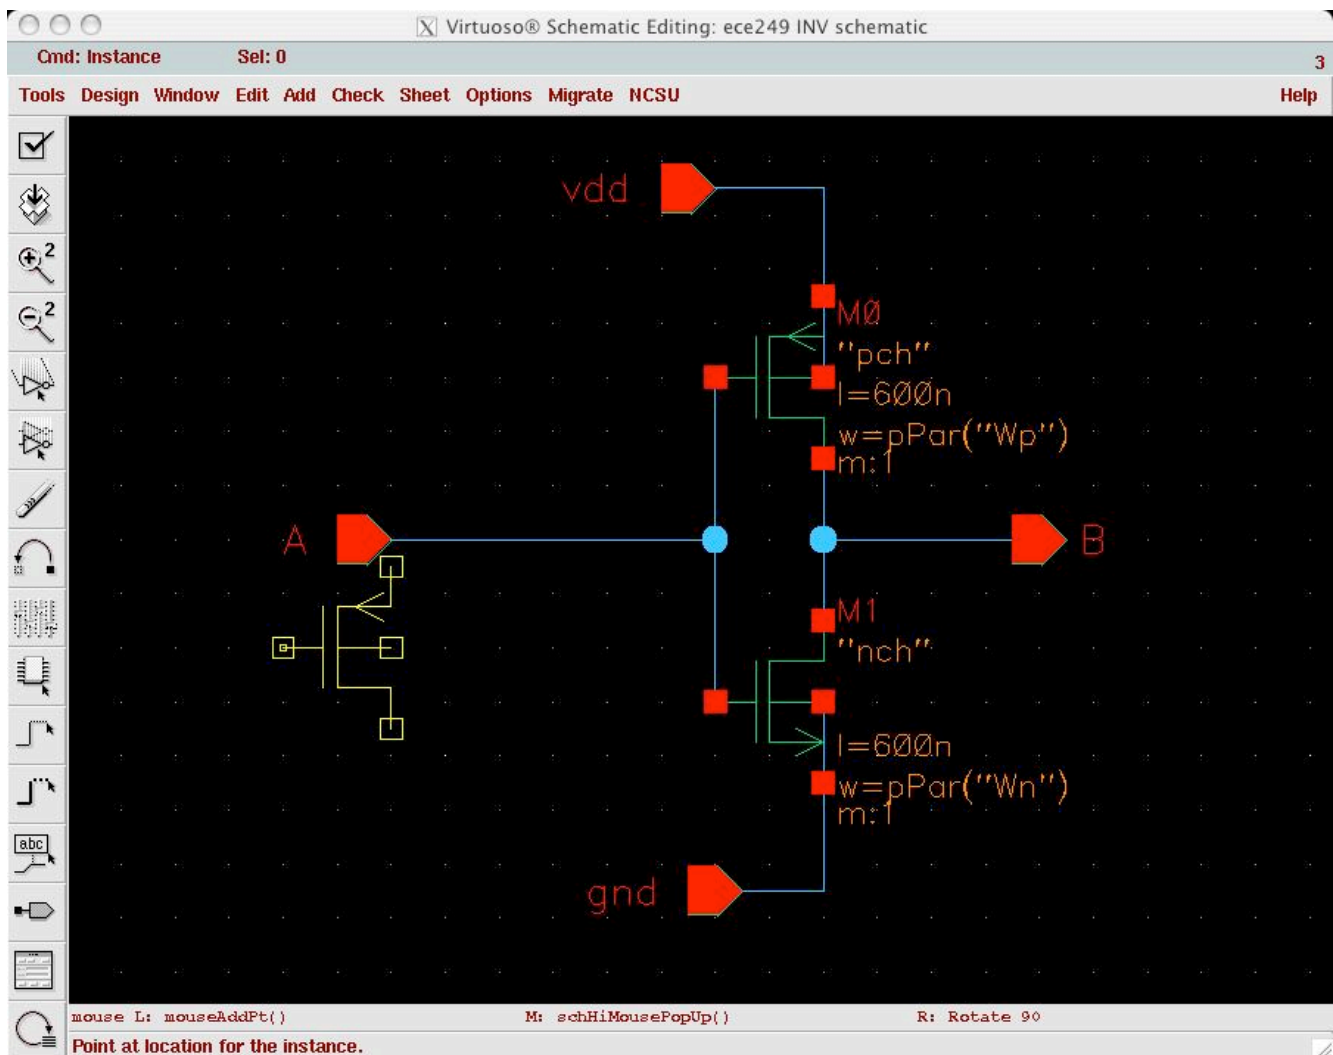 X Virtuoso® Schematic Editing: ece249 INV schematic
Cmd: Instance Sel: 0 3
Tools Design Window Edit Add Check Sheet Options Migrate NCSU Help
vdd
2
2
M0
"pch"
l=600n
w=pPar("Wp")
m:1
A
B
M1
"nch"
l=600n
w=pPar("Wn")
m:1
abc
gnd
mouse L: mouseAddPt() M: schHiMousePopUp() R: Rotate 90
Point at location for the instance.